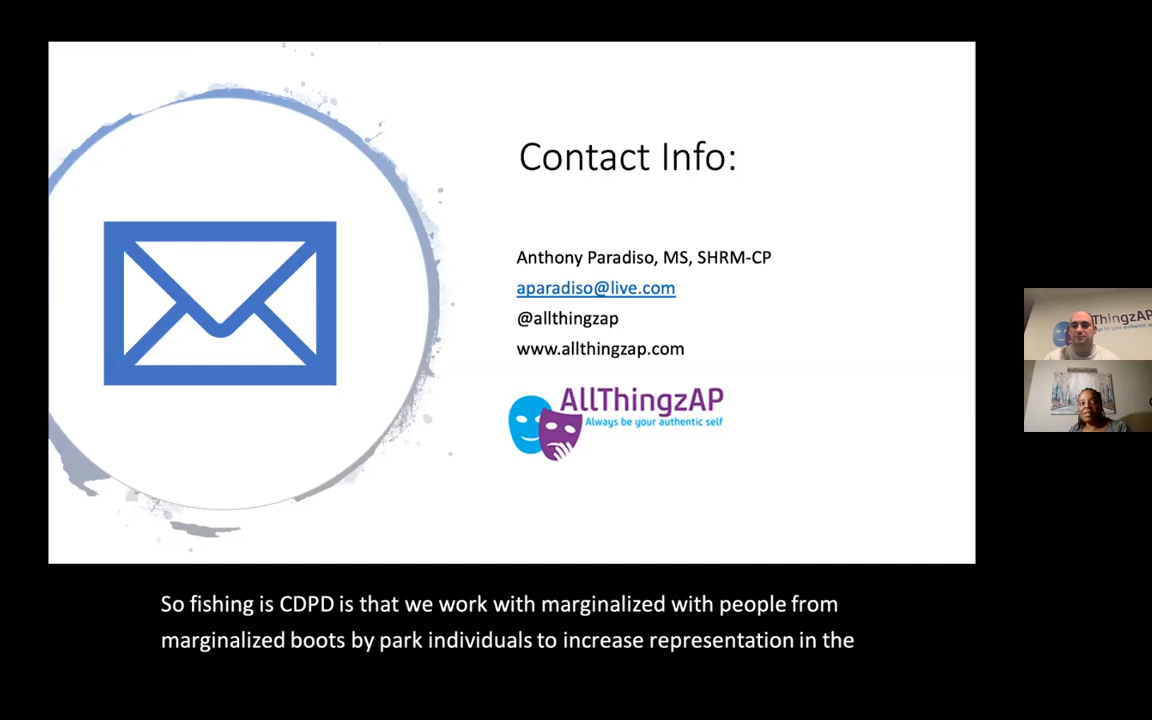 Contact Info:
Anthony Paradiso, MS, SHRM-CP
aparadiso@live.com
@allthingzap
www.allthingzap.com
AllThingzAP
Always be your authentic self
ThingzAP
So fishing is CDPD is that we work with marginalized with people from
marginalized boots by park individuals to increase representation in the